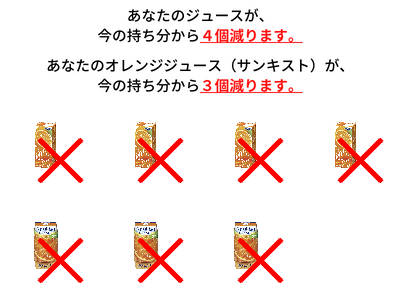 あなたのジュースが、
今の持ち分から４個減ります。
あなたのオレンジジュース（サンキスト）が、
今の持ち分から３個減ります。